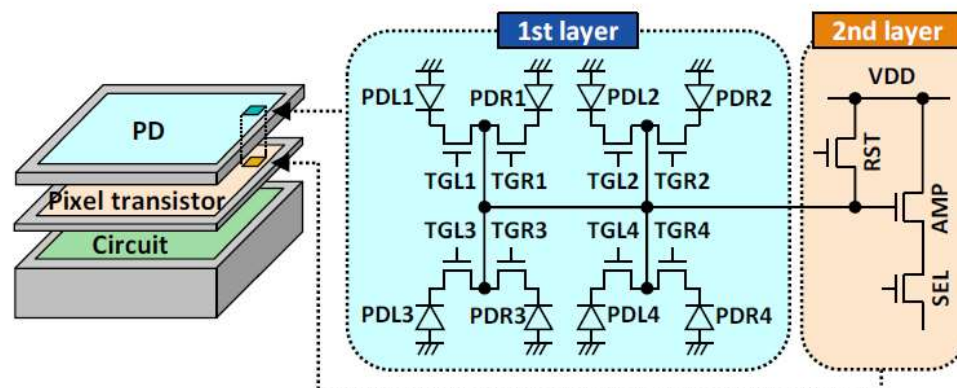 1st layer
2nd layer
PD
Pixel transistor
Circuit
PDL1 PDR1 PDL2 PDR2
TGL1 TGR1 TGL2 TGR2
TGL3 TGR3 TGL4 TGR4
PDL3 PDR3 PDL4 PDR4
VDD
RST
AMP
SEL